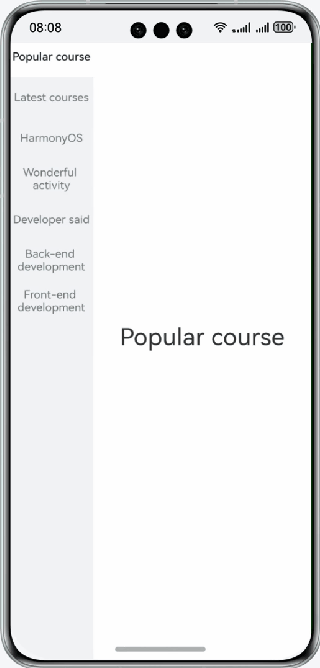 08:08
100
Popular course
Latest courses
HarmonyOS
Wonderful
activity
Developer said
Back-end
development
Front-end
development
Popular course